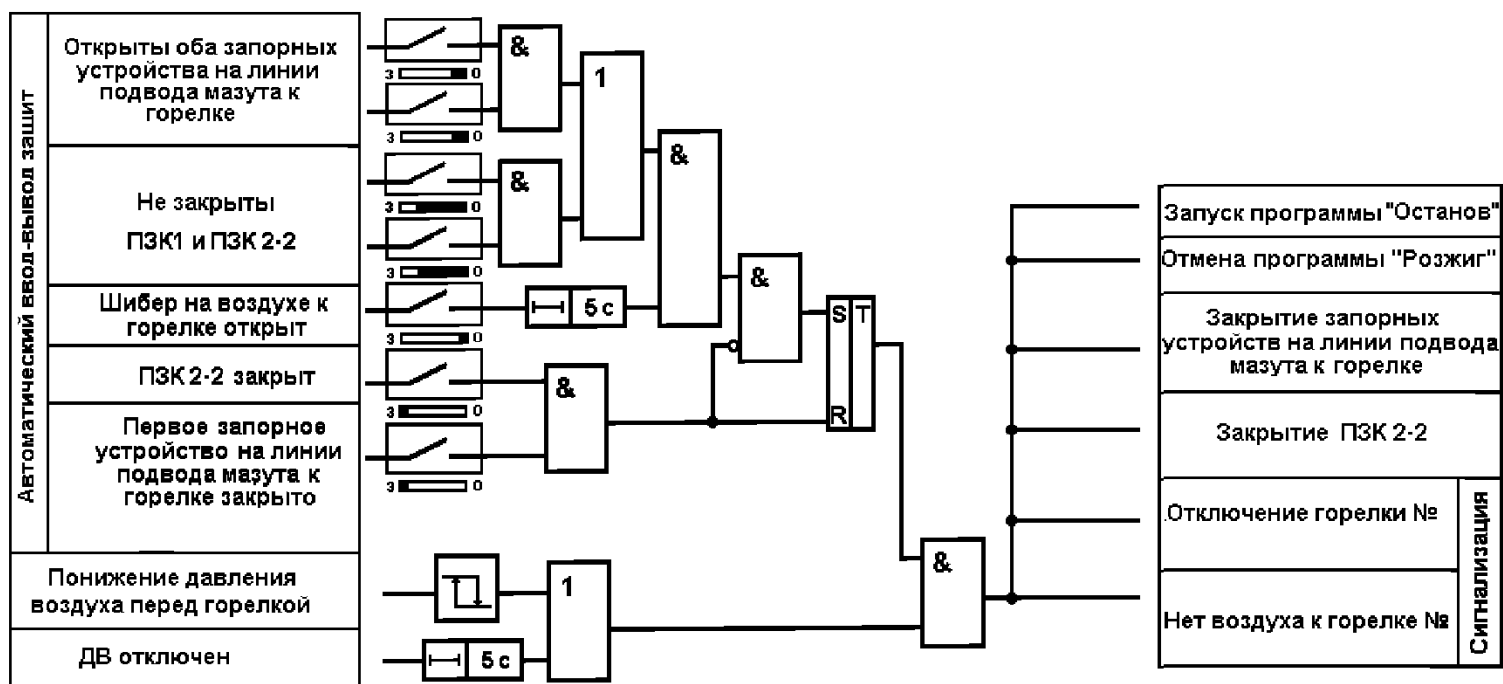 Автоматический ввод-вывод защит
Открыты оба запорных
устройства на линии
подвода мазута к
горелке
Не закрыты
ПЗК1 и ПЗК 2-2
Шибер на воздухе к
горелке открыт
ПЗК 2-2 закрыт
Первое запорное
устройство на линии
подвода мазута к
горелке закрыто
Понижение давления
воздуха перед горелкой
ДВ отключен
З О
З О
З О
З О
З О
З О
З О
&
&
1
&
5 с
&
&
S T
R
1
5 с
&
Запуск программы "Останов"
Отмена программы "Розжиг"
Закрытие запорных
устройств на линии подвода
мазута к горелке
Закрытие ПЗК 2-2
Отключение горелки №
Нет воздуха к горелке №
Сигнализация